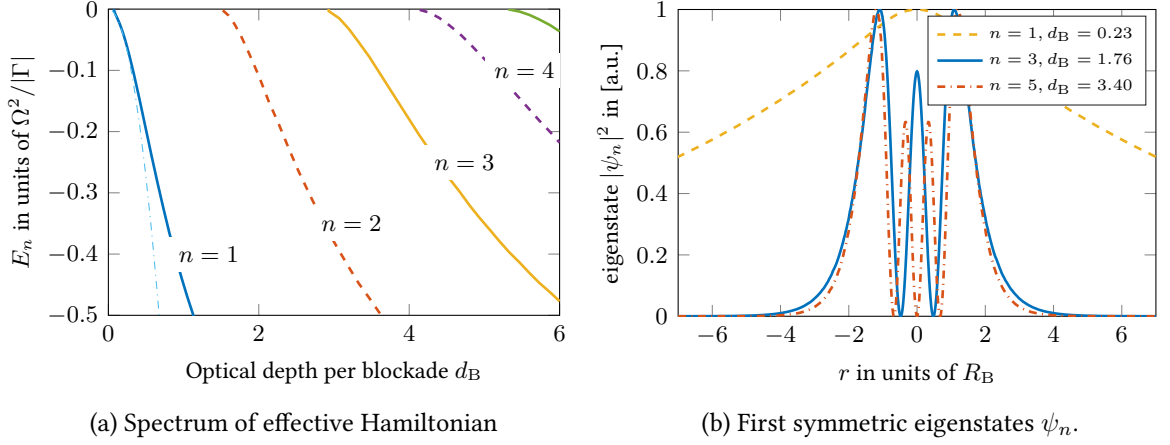 0
−0.1
−0.2
−0.3
−0.4
−0.5
E_n in units of Ω²/|Γ|
n = 1
n = 2
n = 3
n = 4
0 2 4 6
Optical depth per blockade d_B
(a) Spectrum of effective Hamiltonian
1
0.8
0.6
0.4
0.2
0
eigenstate |ψ_n|² in [a.u.]
n = 1, d_B = 0.23
n = 3, d_B = 1.76
n = 5, d_B = 3.40
−6 −4 −2 0 2 4 6
r in units of R_B
(b) First symmetric eigenstates ψ_n.